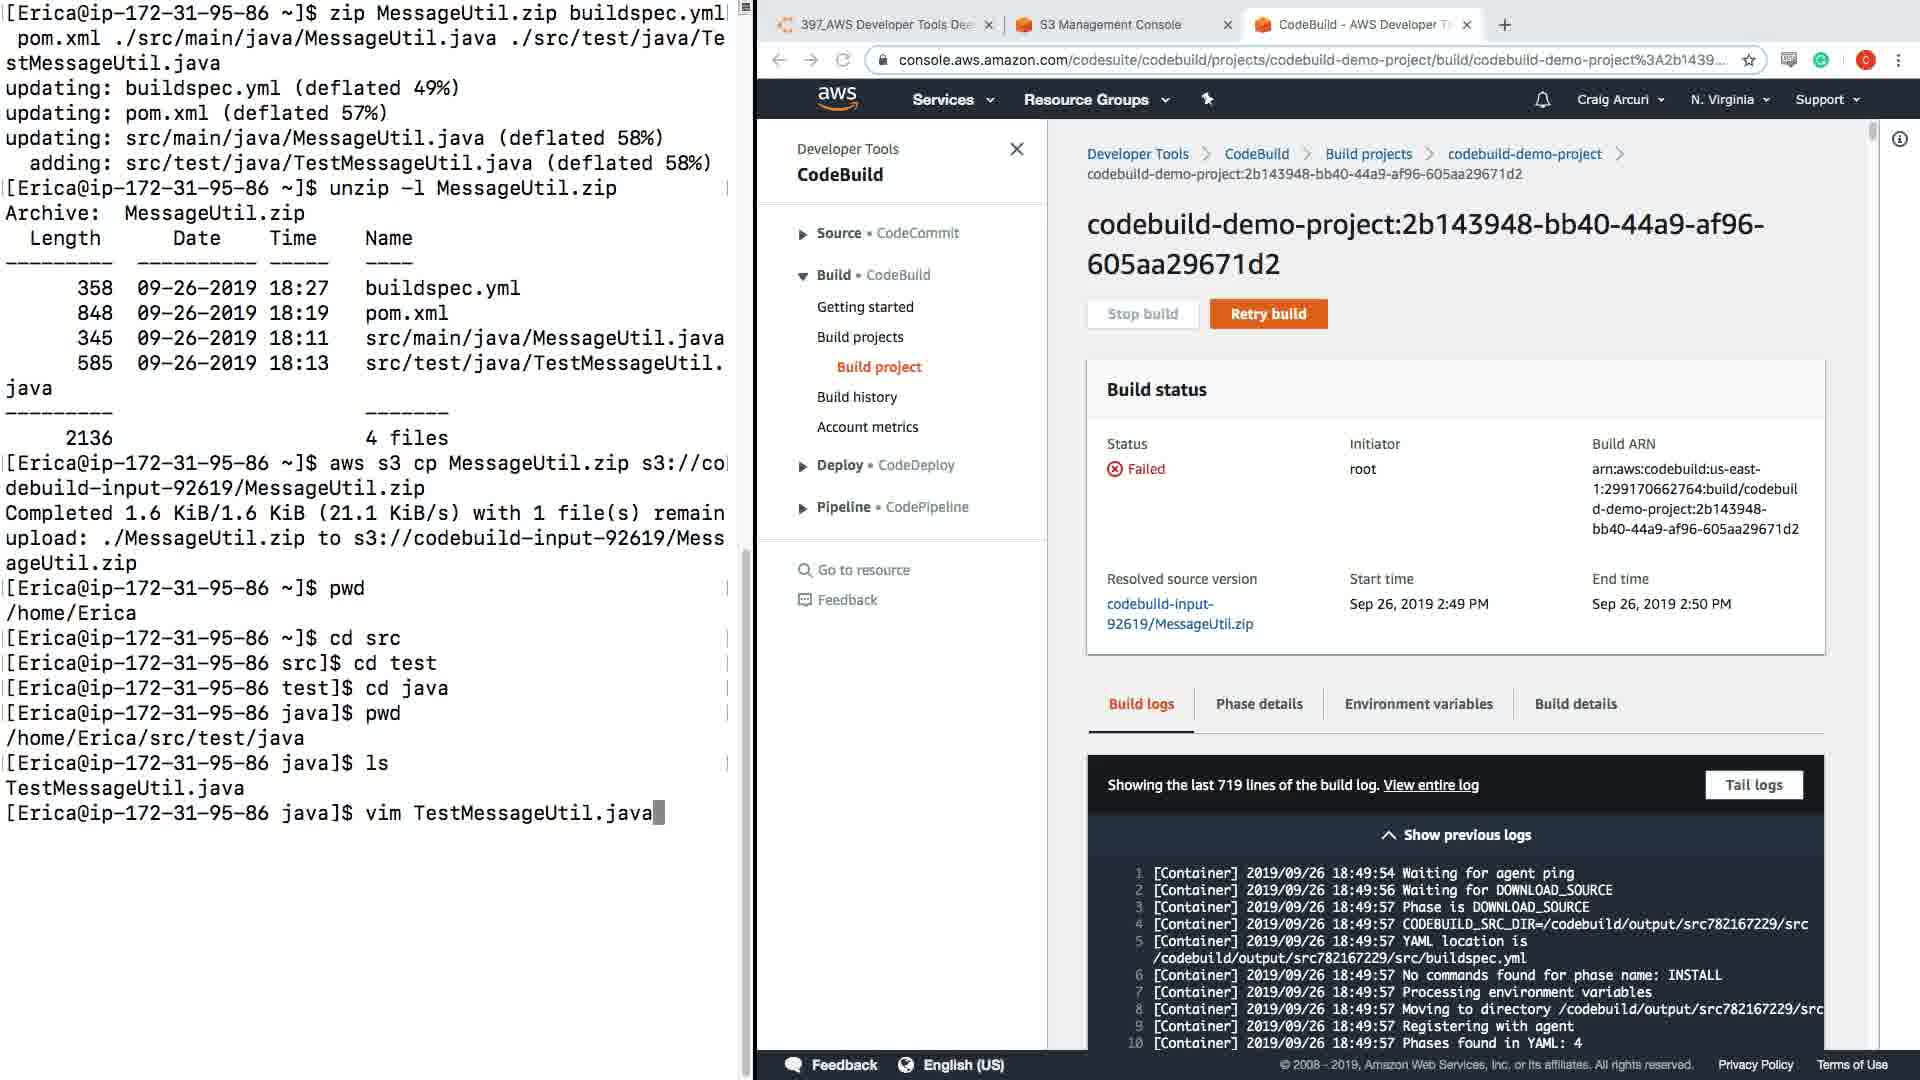 [Erica@ip-172-31-95-86 ~]$ zip MessageUtil.zip buildspec.yml
pom.xml ./src/main/java/MessageUtil.java ./src/test/java/Te
stMessageUtil.java
updating: buildspec.yml (deflated 49%)
updating: pom.xml (deflated 57%)
updating: src/main/java/MessageUtil.java (deflated 58%)
adding: src/test/java/TestMessageUtil.java (deflated 58%)
[Erica@ip-172-31-95-86 ~]$ unzip -l MessageUtil.zip
Archive:  MessageUtil.zip
Length Date Time Name
--------- ---------- ----- ----
358 09-26-2019 18:27 buildspec.yml
848 09-26-2019 18:19 pom.xml
345 09-26-2019 18:11 src/main/java/MessageUtil.java
585 09-26-2019 18:13 src/test/java/TestMessageUtil.
java
--------- -------
2136 4 files
[Erica@ip-172-31-95-86 ~]$ aws s3 cp MessageUtil.zip s3://co
debuild-input-92619/MessageUtil.zip
Completed 1.6 KiB/1.6 KiB (21.1 KiB/s) with 1 file(s) remain
upload: ./MessageUtil.zip to s3://codebuild-input-92619/Mess
ageUtil.zip
[Erica@ip-172-31-95-86 ~]$ pwd
/home/Erica
[Erica@ip-172-31-95-86 ~]$ cd src
[Erica@ip-172-31-95-86 src]$ cd test
[Erica@ip-172-31-95-86 test]$ cd java
[Erica@ip-172-31-95-86 java]$ pwd
/home/Erica/src/test/java
[Erica@ip-172-31-95-86 java]$ ls
TestMessageUtil.java
[Erica@ip-172-31-95-86 java]$ vim TestMessageUtil.java
397_AWS Developer Tools Dee
S3 Management Console
CodeBuild - AWS Developer T
console.aws.amazon.com/codesuite/codebuild/projects/codebuild-demo-project/build/codebuild-demo-project%3A2b1439...
C
aws
Services
Resource Groups
Craig Arcuri
N. Virginia
Support
Developer Tools
CodeBuild
Source • CodeCommit
Build • CodeBuild
Getting started
Build projects
Build project
Build history
Account metrics
Deploy • CodeDeploy
Pipeline • CodePipeline
Go to resource
Feedback
Developer Tools > CodeBuild > Build projects > codebuild-demo-project >
codebuild-demo-project:2b143948-bb40-44a9-af96-605aa29671d2
codebuild-demo-project:2b143948-bb40-44a9-af96-
605aa29671d2
Stop build
Retry build
Build status
Status
Failed
Initiator
root
Build ARN
arn:aws:codebuild:us-east-
1:299170662764:build/codebuil
d-demo-project:2b143948-
bb40-44a9-af96-605aa29671d2
Resolved source version
codebuild-input-
92619/MessageUtil.zip
Start time
Sep 26, 2019 2:49 PM
End time
Sep 26, 2019 2:50 PM
Build logs
Phase details
Environment variables
Build details
Showing the last 719 lines of the build log. View entire log
Tail logs
Show previous logs
1 [Container] 2019/09/26 18:49:54 Waiting for agent ping
2 [Container] 2019/09/26 18:49:56 Waiting for DOWNLOAD_SOURCE
3 [Container] 2019/09/26 18:49:57 Phase is DOWNLOAD_SOURCE
4 [Container] 2019/09/26 18:49:57 CODEBUILD_SRC_DIR=/codebuild/output/src782167229/src
5 [Container] 2019/09/26 18:49:57 YAML location is
/codebuild/output/src782167229/src/buildspec.yml
6 [Container] 2019/09/26 18:49:57 No commands found for phase name: INSTALL
7 [Container] 2019/09/26 18:49:57 Processing environment variables
8 [Container] 2019/09/26 18:49:57 Moving to directory /codebuild/output/src782167229/src
9 [Container] 2019/09/26 18:49:57 Registering with agent
10 [Container] 2019/09/26 18:49:57 Phases found in YAML: 4
Feedback
English (US)
© 2008 - 2019, Amazon Web Services, Inc. or its affiliates. All rights reserved.
Privacy Policy
Terms of Use